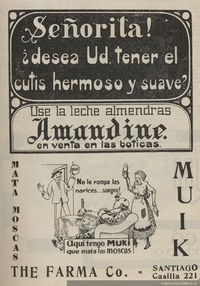 ¡Señorita!
¿desea Ud. tener el
cutis hermoso y suave?
Use la leche almendras
Amandine.
en venta en las boticas.
MATA MOSCAS
No le rompa las
narices...suegra!
Aquí tengo MUKI
que mata las moscas
MUIK
THE FARMA Co. - SANTIAGO
Casilla 221